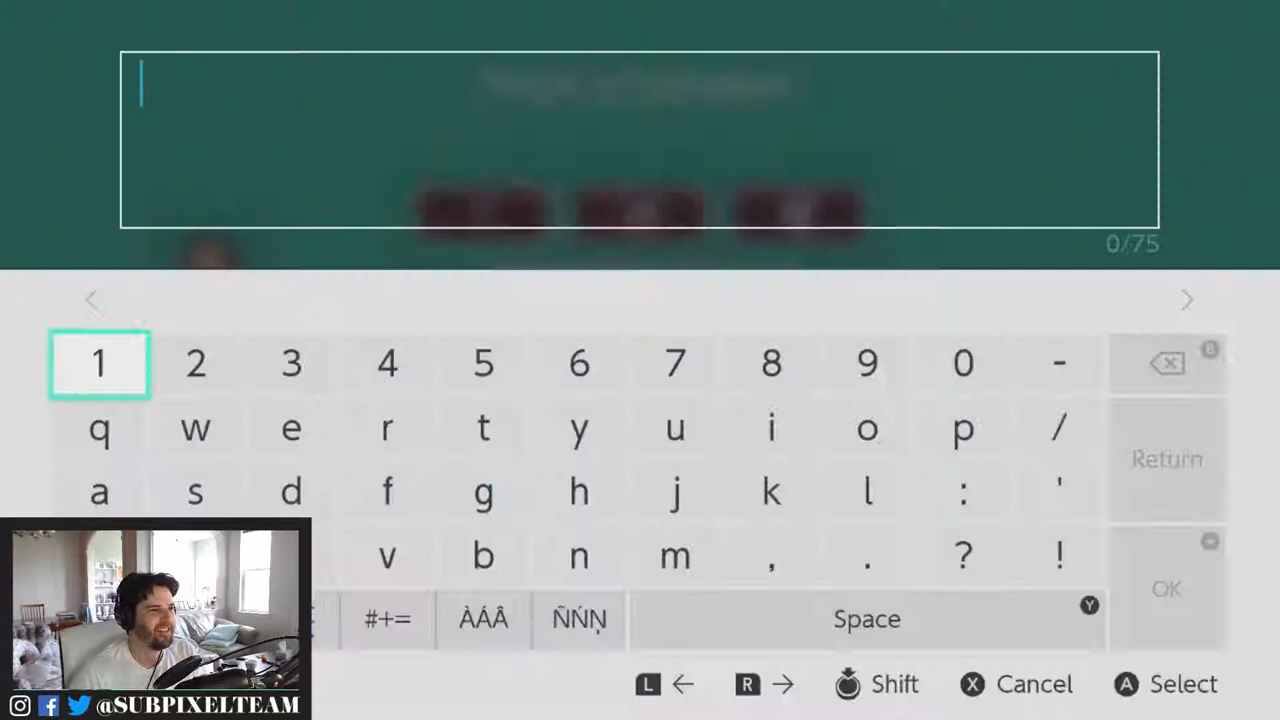 0/75
1 2 3 4 5 6 7 8 9 0 -
q w e r t y u i o p /
Return
a s d f g h j k l : '
v b n m , . ? !
OK
#+= ÀÁÂ ÑŃŅ Space Y
L ← R → Shift X Cancel A Select
@SUBPIXELTEAM